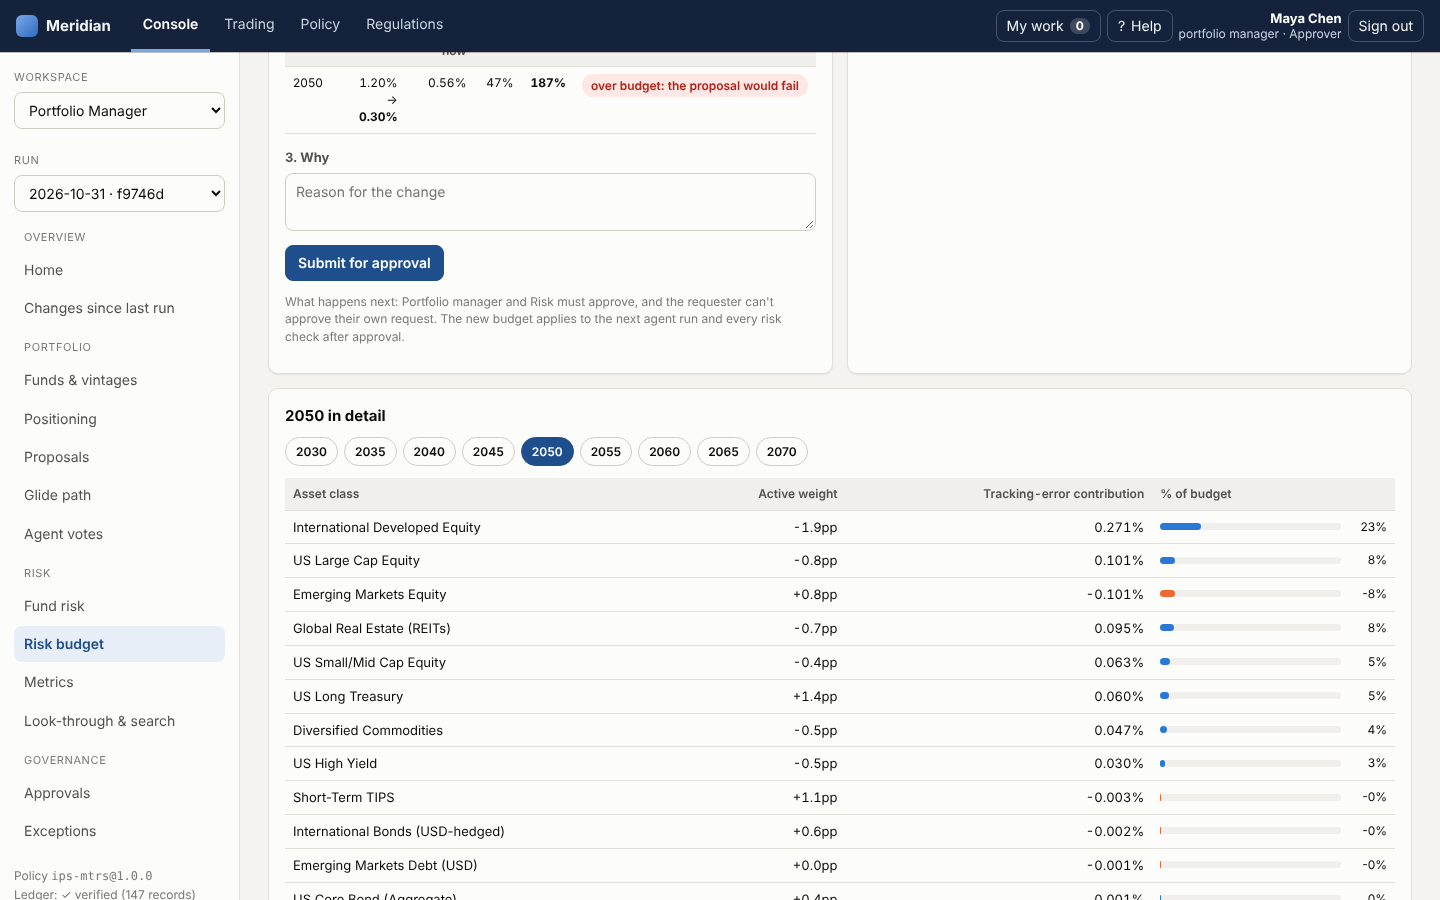 Meridian
Console
Trading
Policy
Regulations
My work 0
? Help
Maya Chen
portfolio manager · Approver
Sign out
WORKSPACE
Portfolio Manager
RUN
2026-10-31 · f9746d
OVERVIEW
Home
Changes since last run
PORTFOLIO
Funds & vintages
Positioning
Proposals
Glide path
Agent votes
RISK
Fund risk
Risk budget
Metrics
Look-through & search
GOVERNANCE
Approvals
Exceptions
Policy ips-mtrs@1.0.0
Ledger: ✓ verified (147 records)
now
2050 1.20% → 0.30% 0.56% 47% 187% over budget: the proposal would fail
3. Why
Reason for the change
Submit for approval
What happens next: Portfolio manager and Risk must approve, and the requester can't
approve their own request. The new budget applies to the next agent run and every risk
check after approval.
2050 in detail
2030 2035 2040 2045 2050 2055 2060 2065 2070
Asset class Active weight Tracking-error contribution % of budget
International Developed Equity -1.9pp 0.271% 23%
US Large Cap Equity -0.8pp 0.101% 8%
Emerging Markets Equity +0.8pp -0.101% -8%
Global Real Estate (REITs) -0.7pp 0.095% 8%
US Small/Mid Cap Equity -0.4pp 0.063% 5%
US Long Treasury +1.4pp 0.060% 5%
Diversified Commodities -0.5pp 0.047% 4%
US High Yield -0.5pp 0.030% 3%
Short-Term TIPS +1.1pp -0.003% -0%
International Bonds (USD-hedged) +0.6pp -0.002% -0%
Emerging Markets Debt (USD) +0.0pp -0.001% -0%
US Core Bond (Aggregate) +0.4pp 0.001% 0%